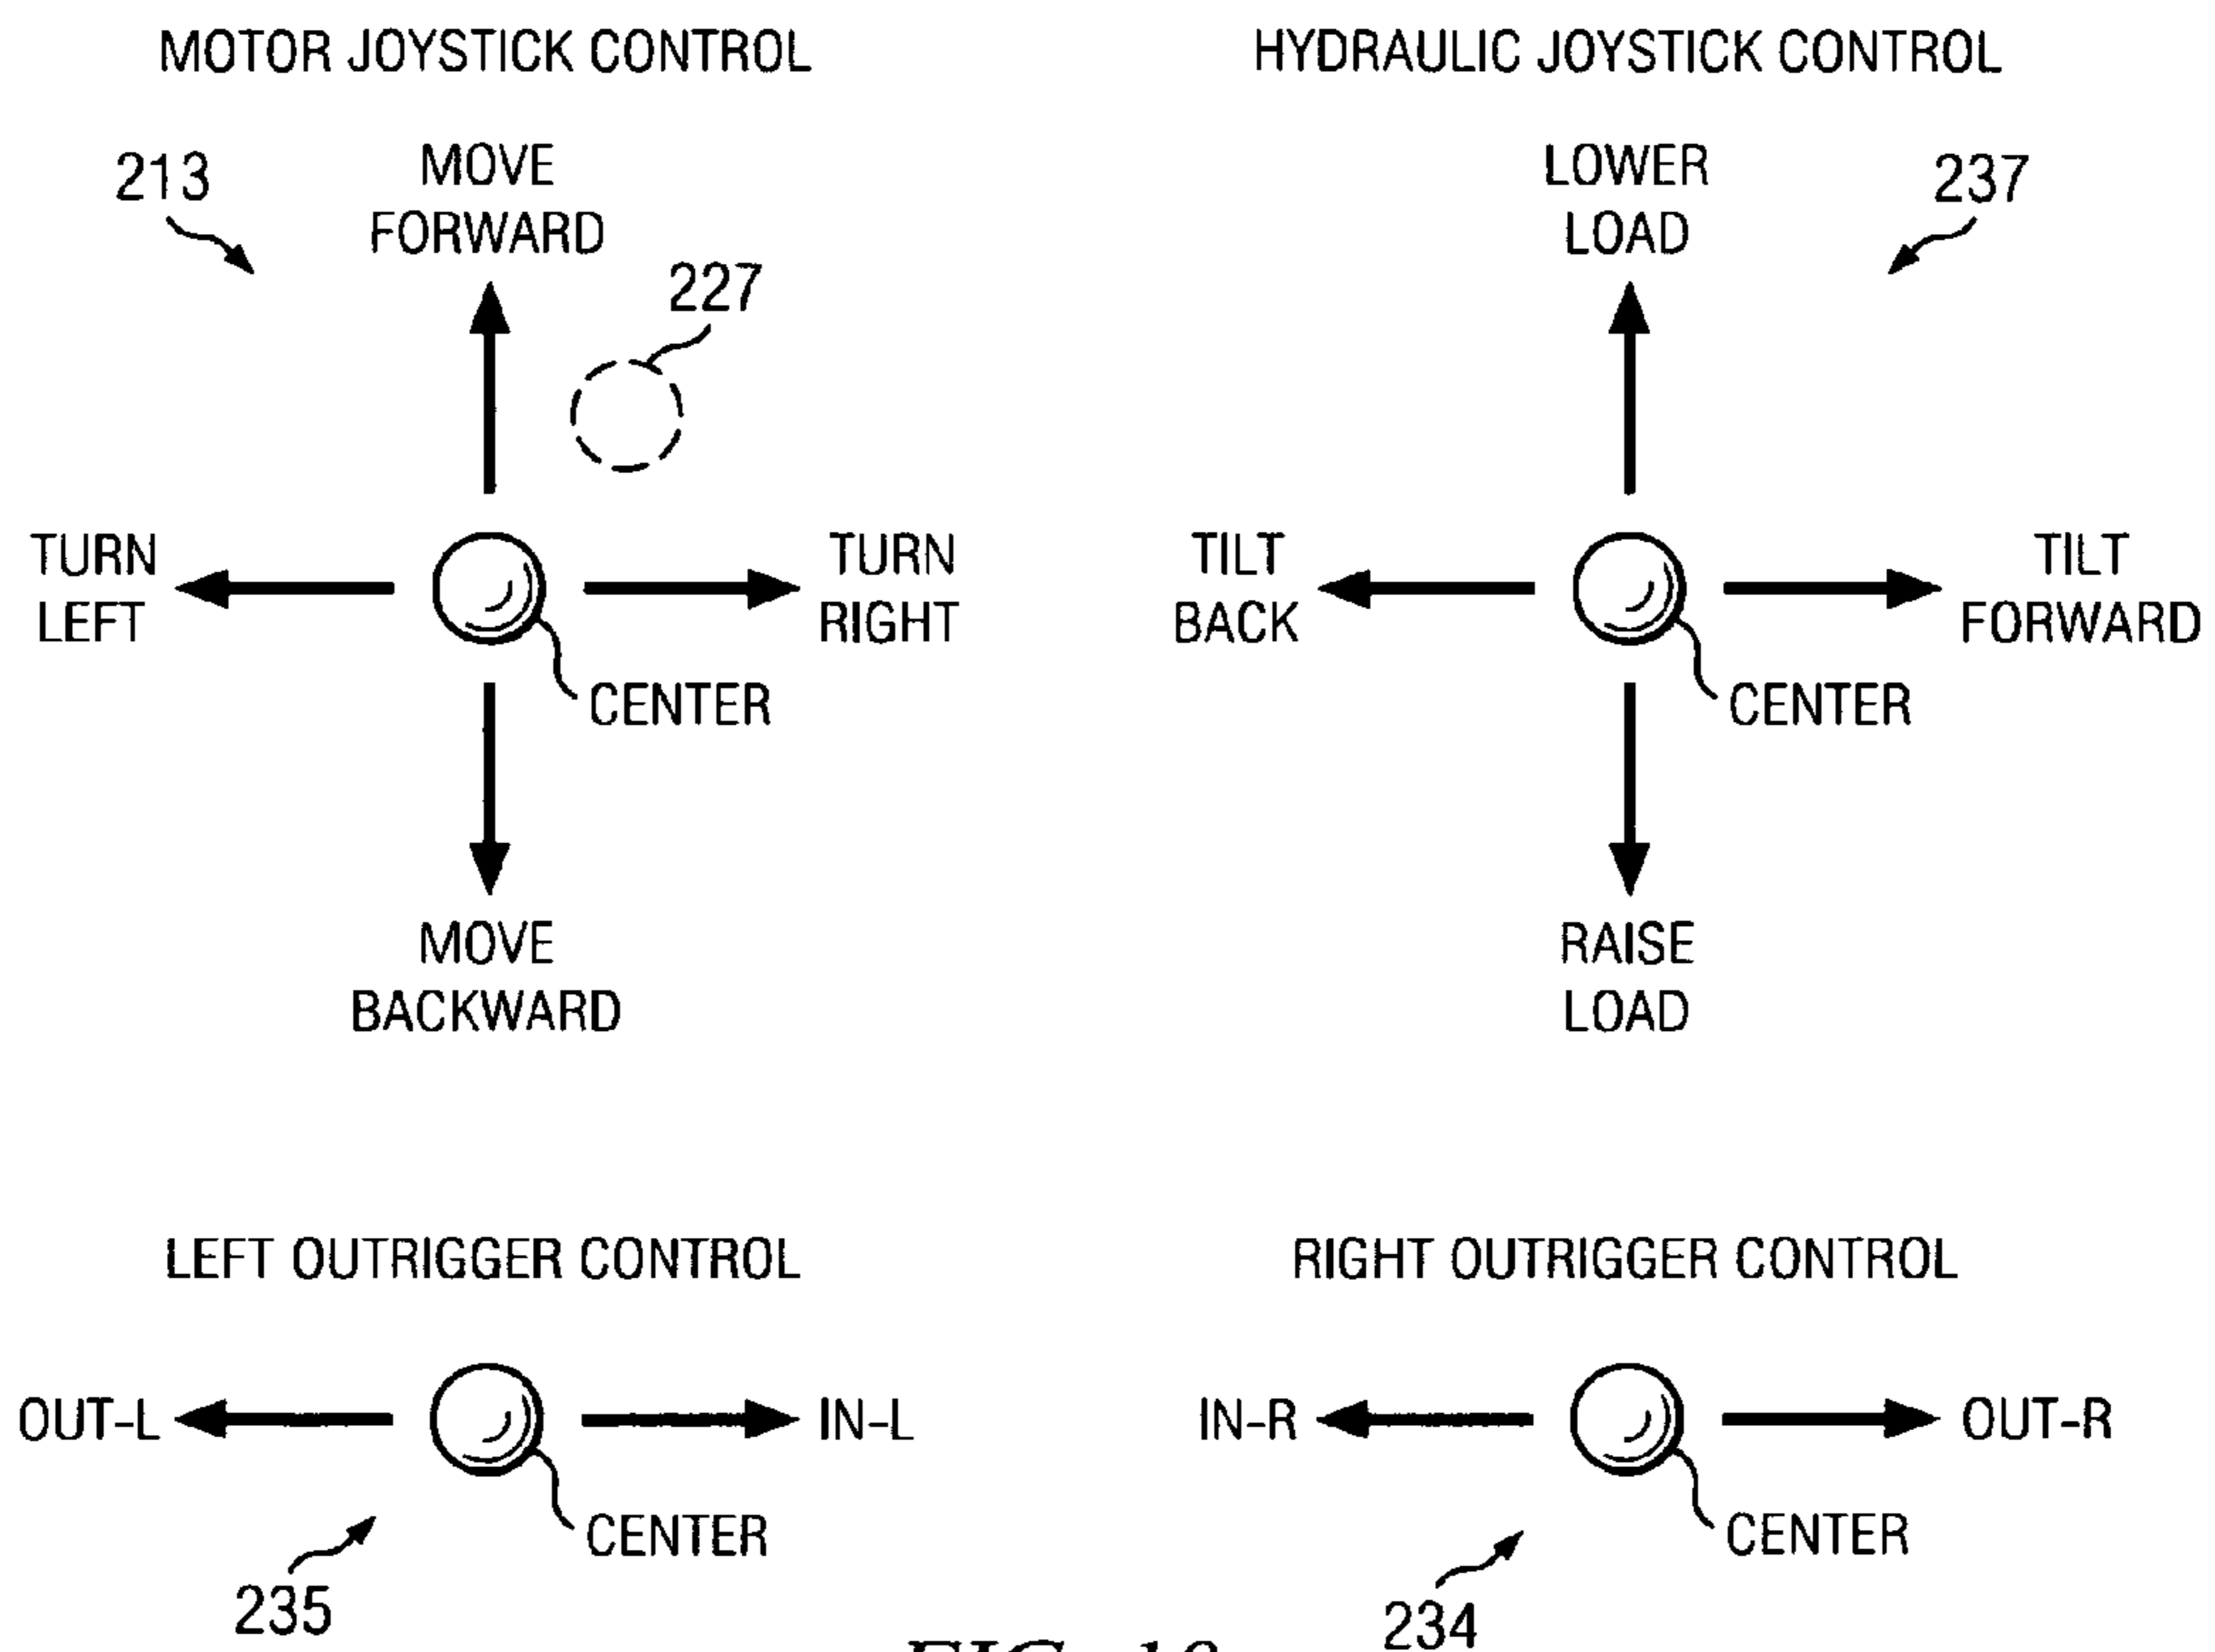 MOTOR JOYSTICK CONTROL
213
MOVE
FORWARD
227
TURN
LEFT
TURN
RIGHT
CENTER
MOVE
BACKWARD
HYDRAULIC JOYSTICK CONTROL
LOWER
LOAD
237
TILT
BACK
TILT
FORWARD
CENTER
RAISE
LOAD
LEFT OUTRIGGER CONTROL
OUT-L
IN-L
CENTER
235
RIGHT OUTRIGGER CONTROL
IN-R
OUT-R
CENTER
234